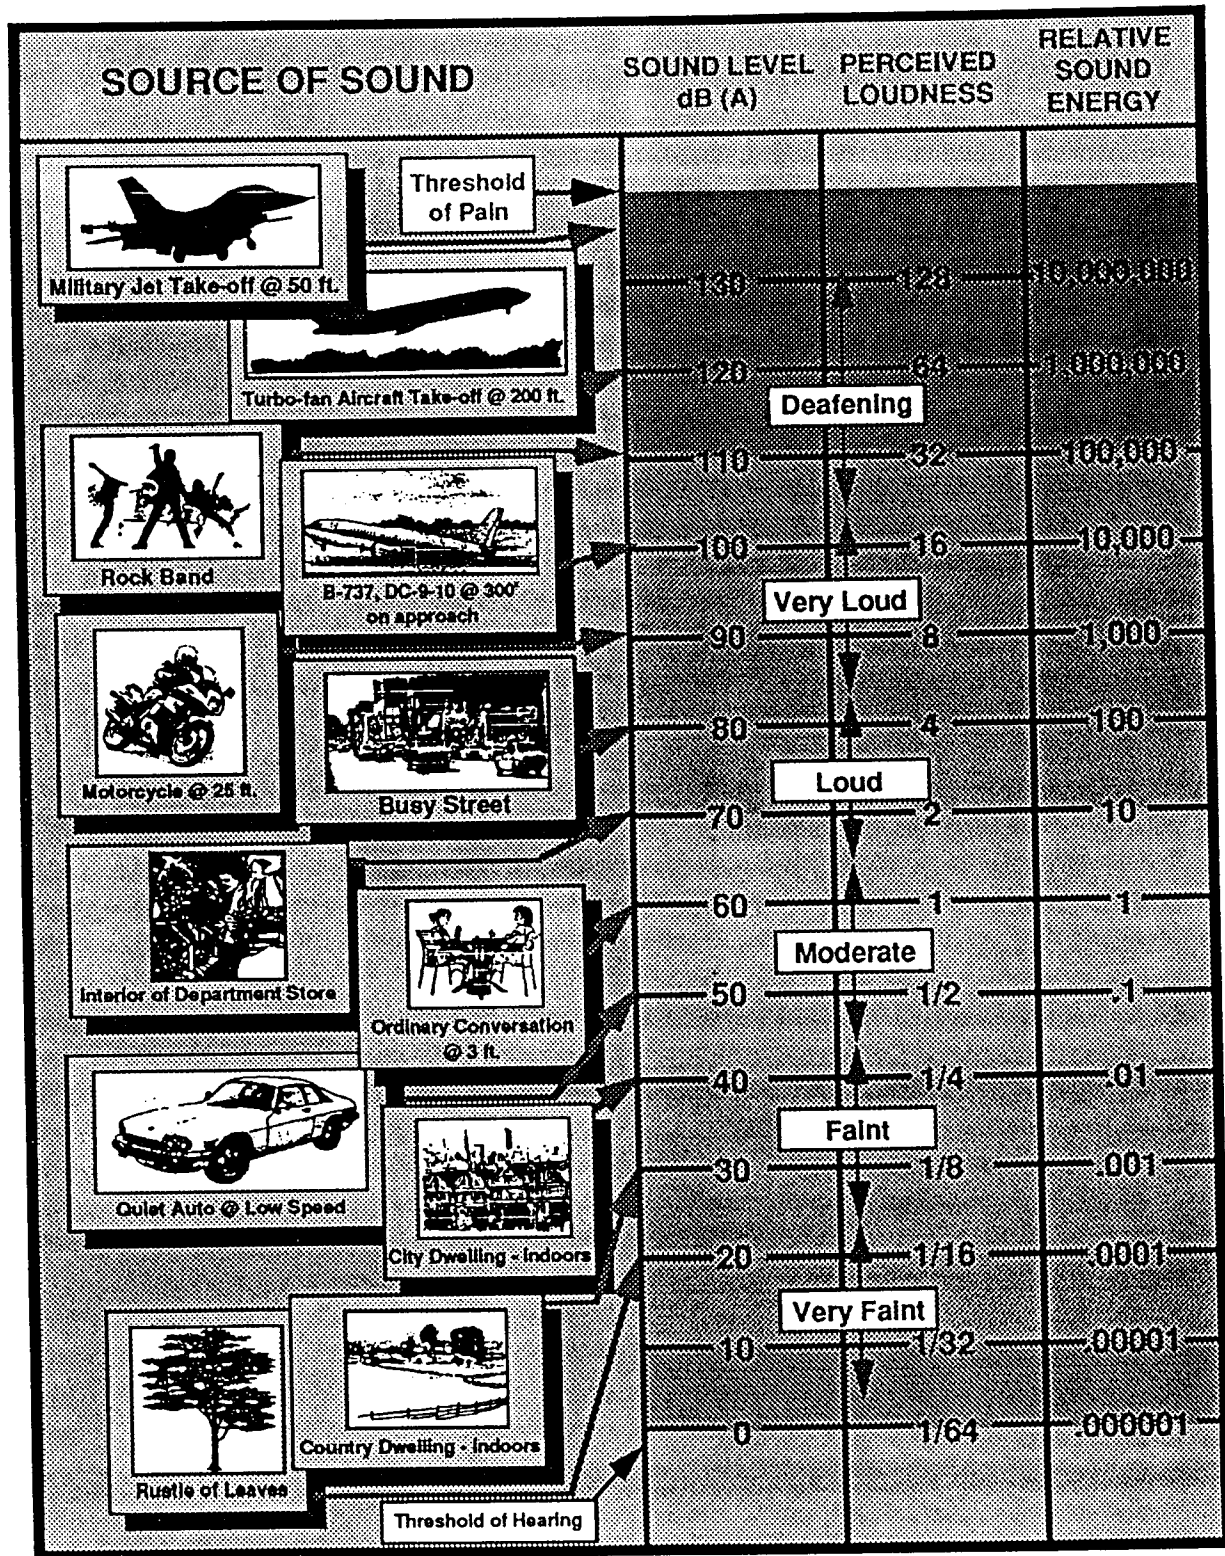 SOURCE OF SOUND
SOUND LEVEL
dB (A)
PERCEIVED
LOUDNESS
RELATIVE
SOUND
ENERGY
Threshold
of Pain
Military Jet Take-off @ 50 ft.
130 128 10,000,000
Turbo-fan Aircraft Take-off @ 200 ft.
120 64 1,000,000
Deafening
110 32 100,000
Rock Band
100 16 10,000
B-737, DC-9-10 @ 300'
on approach
Very Loud
90 8 1,000
Motorcycle @ 25 ft.
80 4 100
Busy Street
Loud
70 2 10
Interior of Department Store
60 1 1
Moderate
Ordinary Conversation
@ 3 ft.
50 1/2 .1
40 1/4 .01
Quiet Auto @ Low Speed
Faint
30 1/8 .001
City Dwelling - Indoors
20 1/16 .0001
Very Faint
10 1/32 .00001
Country Dwelling - Indoors
0 1/64 .000001
Rustle of Leaves
Threshold of Hearing